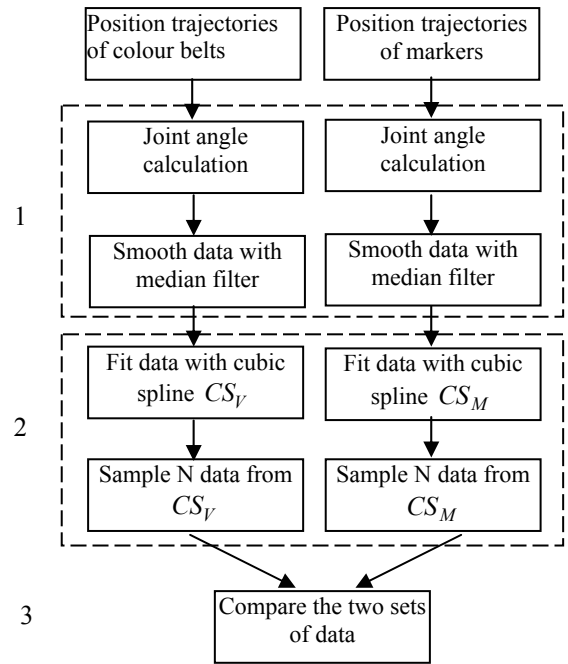 Position trajectories
of colour belts
Position trajectories
of markers
1
Joint angle
calculation
Joint angle
calculation
Smooth data with
median filter
Smooth data with
median filter
2
Fit data with cubic
spline CS_V
Fit data with cubic
spline CS_M
Sample N data from
CS_V
Sample N data from
CS_M
3
Compare the two sets
of data